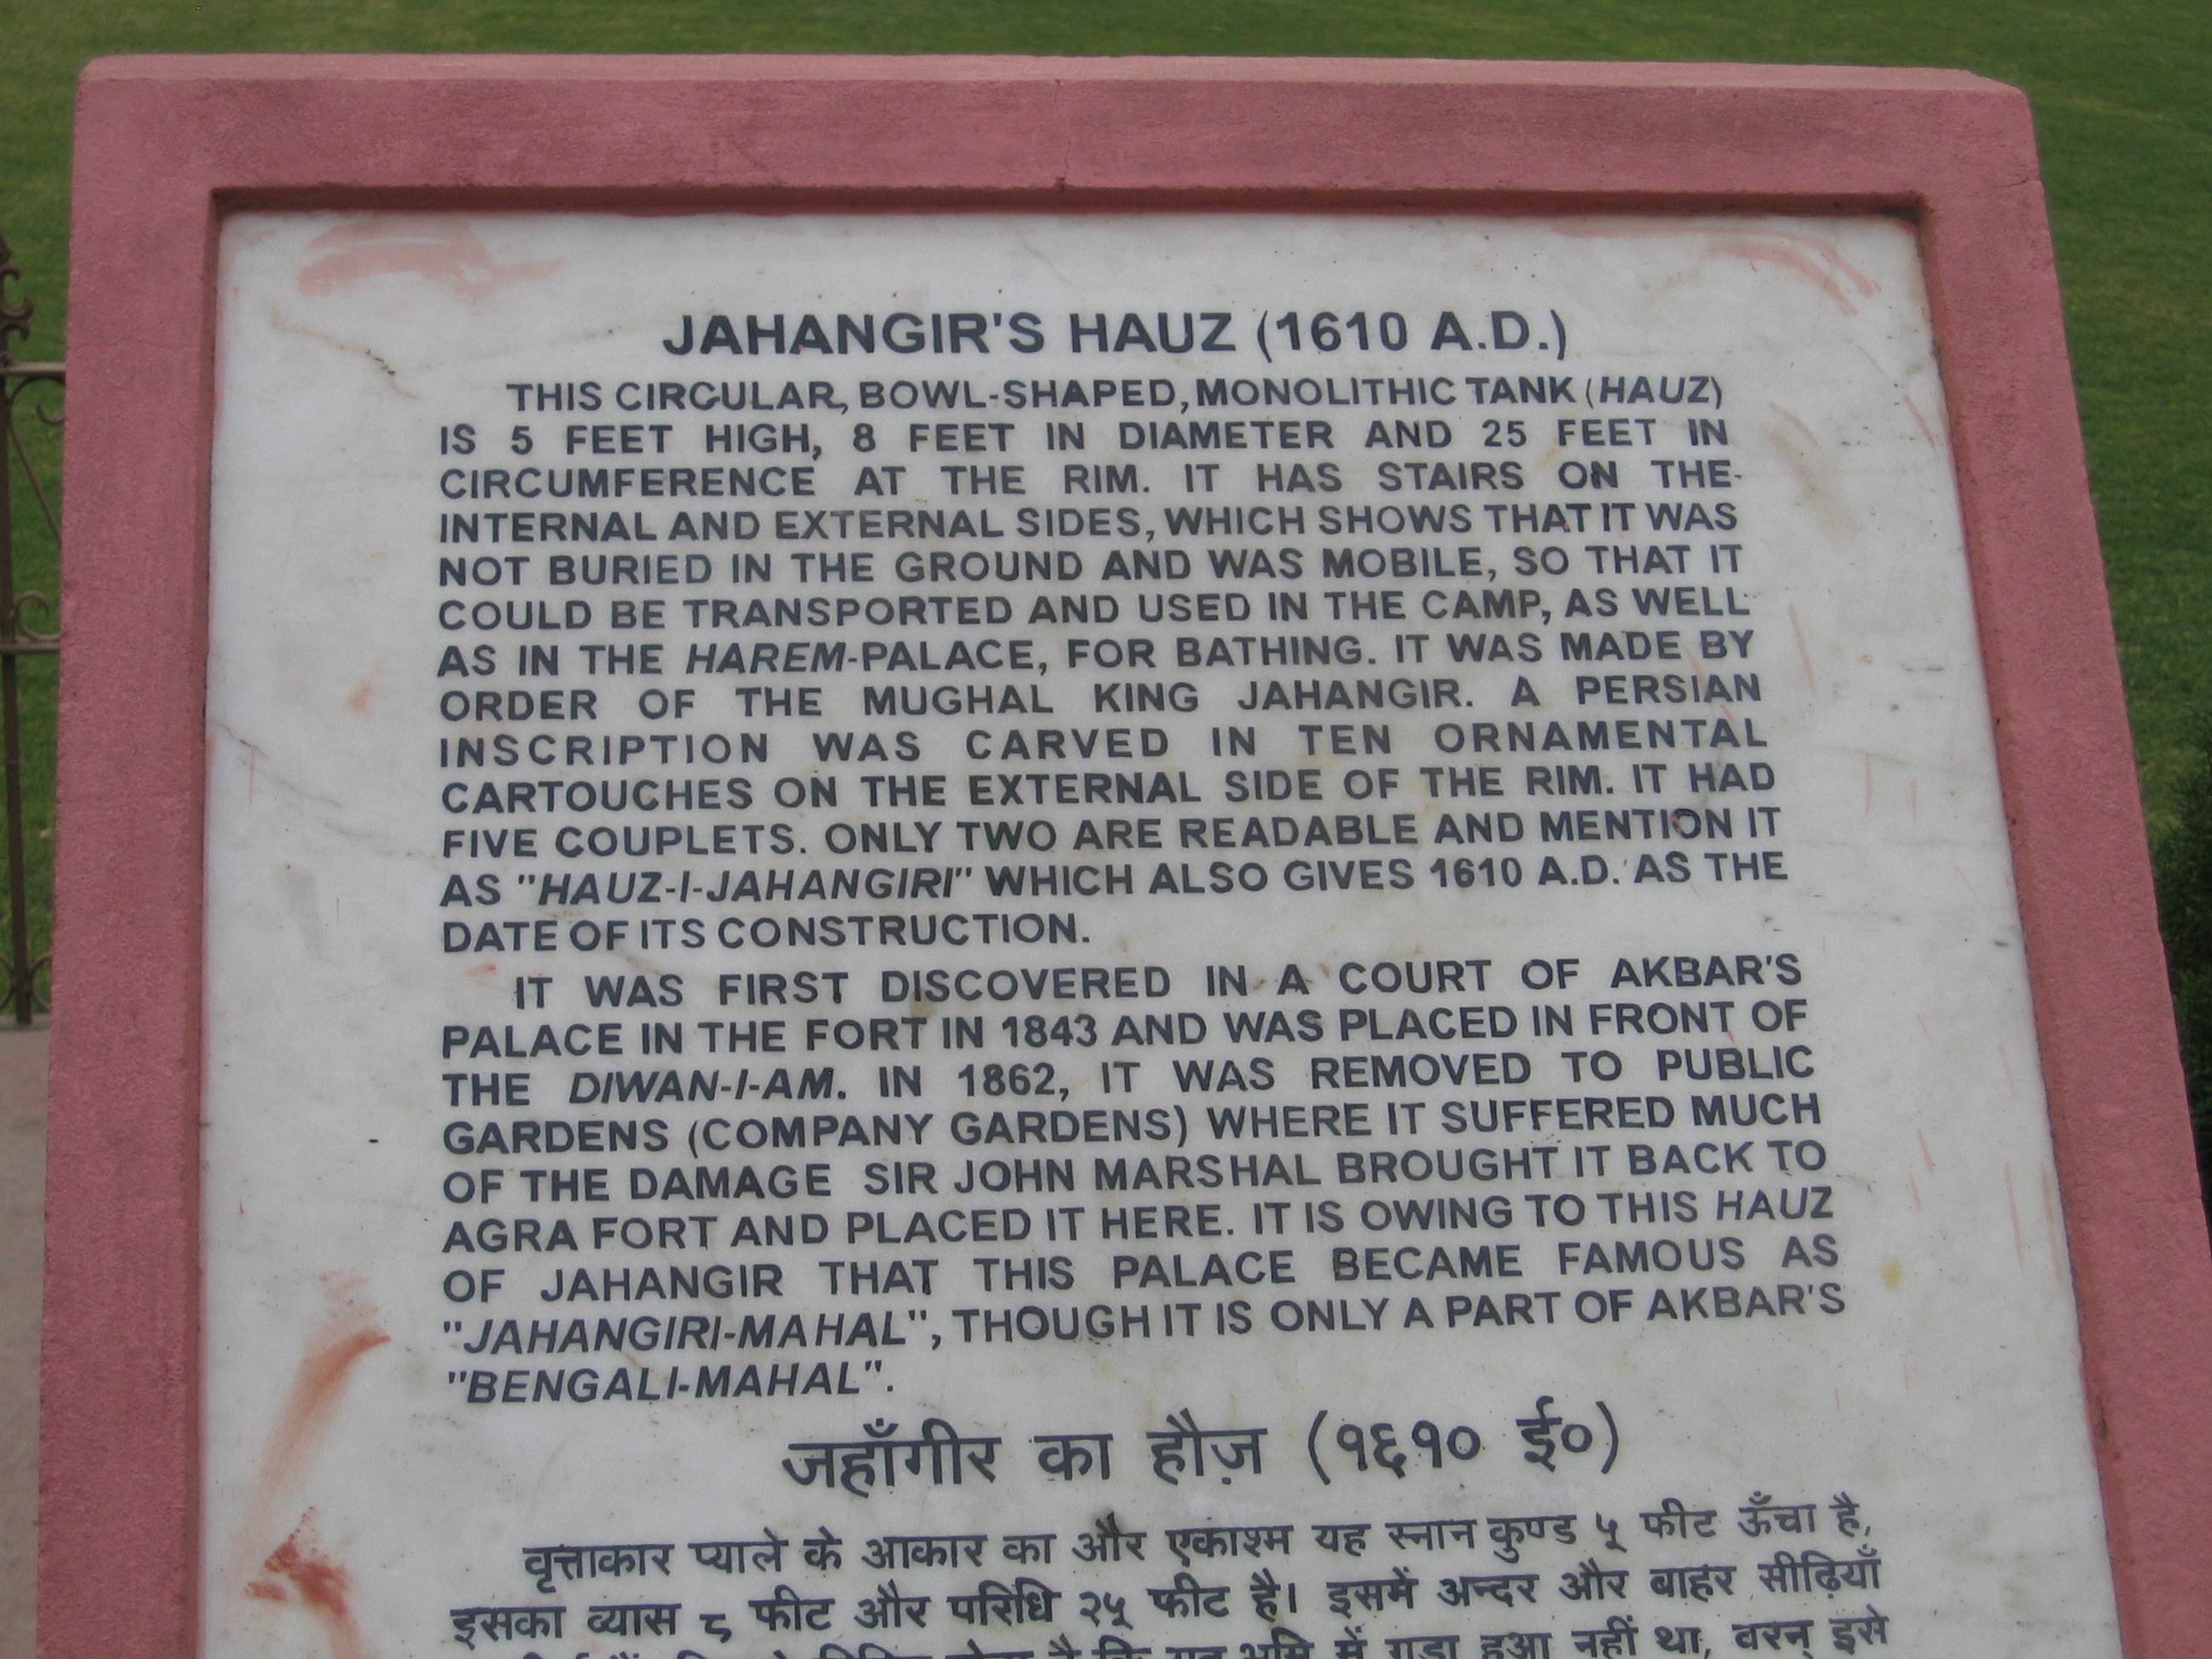 JAHANGIR'S HAUZ (1610 A.D.)
THIS CIRCULAR, BOWL-SHAPED, MONOLITHIC TANK (HAUZ)
IS 5 FEET HIGH, 8 FEET IN DIAMETER AND 25 FEET IN
CIRCUMFERENCE AT THE RIM. IT HAS STAIRS ON THE
INTERNAL AND EXTERNAL SIDES, WHICH SHOWS THAT IT WAS
NOT BURIED IN THE GROUND AND WAS MOBILE, SO THAT IT
COULD BE TRANSPORTED AND USED IN THE CAMP, AS WELL
AS IN THE HAREM-PALACE, FOR BATHING. IT WAS MADE BY
ORDER OF THE MUGHAL KING JAHANGIR. A PERSIAN
INSCRIPTION WAS CARVED IN TEN ORNAMENTAL
CARTOUCHES ON THE EXTERNAL SIDE OF THE RIM. IT HAD
FIVE COUPLETS. ONLY TWO ARE READABLE AND MENTION IT
AS "HAUZ-I-JAHANGIRI" WHICH ALSO GIVES 1610 A.D. AS THE
DATE OF ITS CONSTRUCTION.
IT WAS FIRST DISCOVERED IN A COURT OF AKBAR'S
PALACE IN THE FORT IN 1843 AND WAS PLACED IN FRONT OF
THE DIWAN-I-AM. IN 1862, IT WAS REMOVED TO PUBLIC
GARDENS (COMPANY GARDENS) WHERE IT SUFFERED MUCH
OF THE DAMAGE SIR JOHN MARSHAL BROUGHT IT BACK TO
AGRA FORT AND PLACED IT HERE. IT IS OWING TO THIS HAUZ
OF JAHANGIR THAT THIS PALACE BECAME FAMOUS AS
"JAHANGIRI-MAHAL", THOUGH IT IS ONLY A PART OF AKBAR'S
"BENGALI-MAHAL".
जहाँगीर का हौज़ (१६१० ई०)
वृत्ताकार प्याले के आकार का और एकाश्म यह स्नान कुण्ड ५ फीट ऊँचा है,
इसका व्यास ८ फीट और परिधि २५ फीट है। इसमें अन्दर और बाहर सीढ़ियाँ
है कि यह भूमि में गड़ा हुआ नहीं था, वरन् इसे